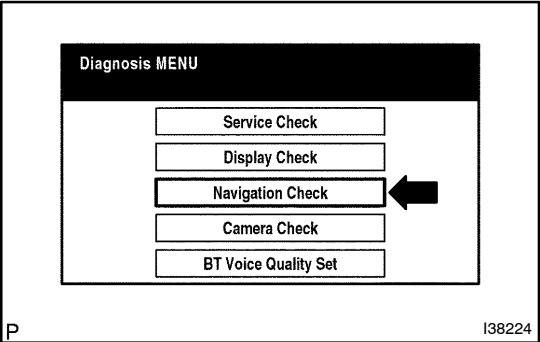 Diagnosis MENU
Service Check
Display Check
Navigation Check
Camera Check
BT Voice Quality Set
P
I38224